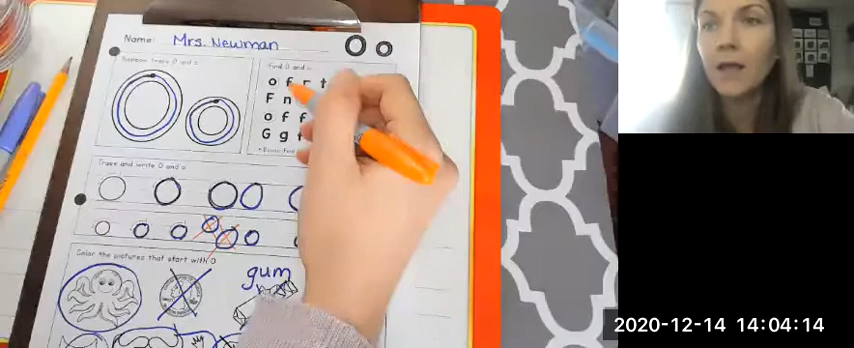 Name: Mrs. Newman O o
Rainbow trace O and o
Find O and o
o f r t
F n
o f f
G g
Trace and write O and o
Color the pictures that start with O
gum
2020-12-14 14:04:14